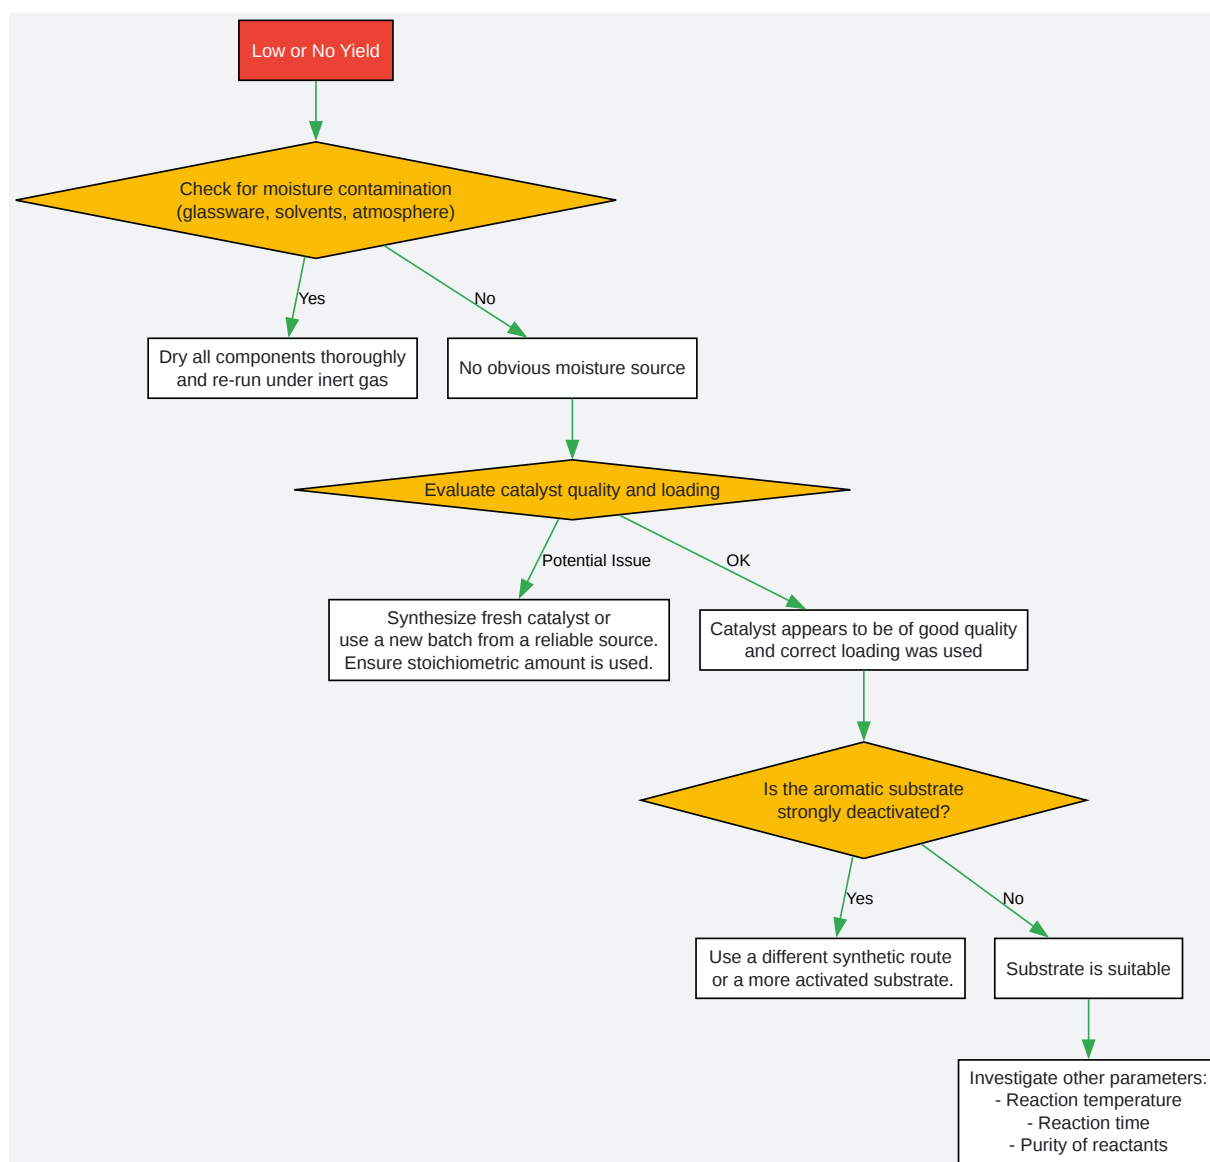 Low or No Yield
Check for moisture contamination
(glassware, solvents, atmosphere)
Yes
No
Dry all components thoroughly
and re-run under inert gas
No obvious moisture source
Evaluate catalyst quality and loading
Potential Issue
OK
Synthesize fresh catalyst or
use a new batch from a reliable source.
Ensure stoichiometric amount is used.
Catalyst appears to be of good quality
and correct loading was used
Is the aromatic substrate
strongly deactivated?
Yes
No
Use a different synthetic route
or a more activated substrate.
Substrate is suitable
Investigate other parameters:
- Reaction temperature
- Reaction time
- Purity of reactants